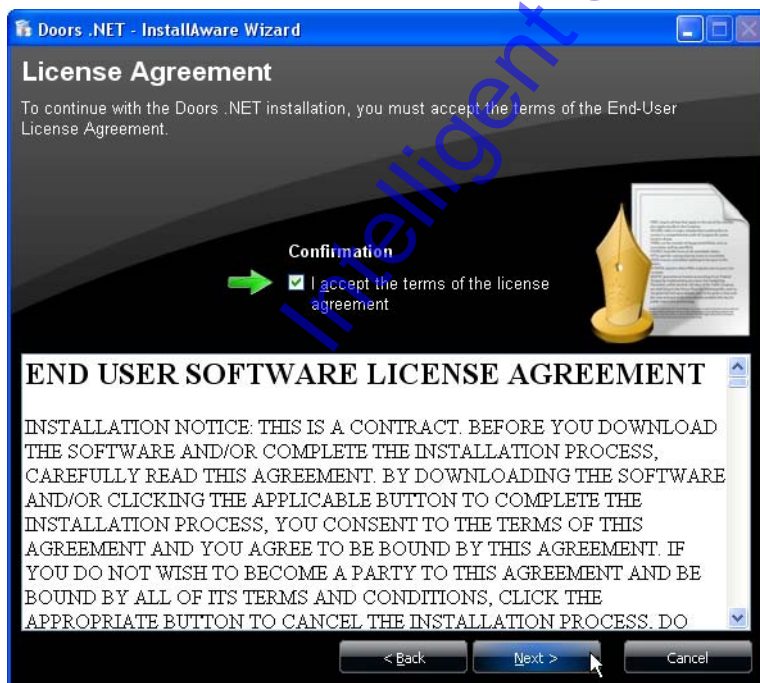 Doors .NET - InstallAware Wizard
License Agreement
To continue with the Doors .NET installation, you must accept the terms of the End-User
License Agreement.
Intelligent
Confirmation
I accept the terms of the license
agreement
END USER SOFTWARE LICENSE AGREEMENT
INSTALLATION NOTICE: THIS IS A CONTRACT. BEFORE YOU DOWNLOAD
THE SOFTWARE AND/OR COMPLETE THE INSTALLATION PROCESS,
CAREFULLY READ THIS AGREEMENT. BY DOWNLOADING THE SOFTWARE
AND/OR CLICKING THE APPLICABLE BUTTON TO COMPLETE THE
INSTALLATION PROCESS, YOU CONSENT TO THE TERMS OF THIS
AGREEMENT AND YOU AGREE TO BE BOUND BY THIS AGREEMENT. IF
YOU DO NOT WISH TO BECOME A PARTY TO THIS AGREEMENT AND BE
BOUND BY ALL OF ITS TERMS AND CONDITIONS, CLICK THE
APPROPRIATE BUTTON TO CANCEL THE INSTALLATION PROCESS. DO
< Back
Next >
Cancel